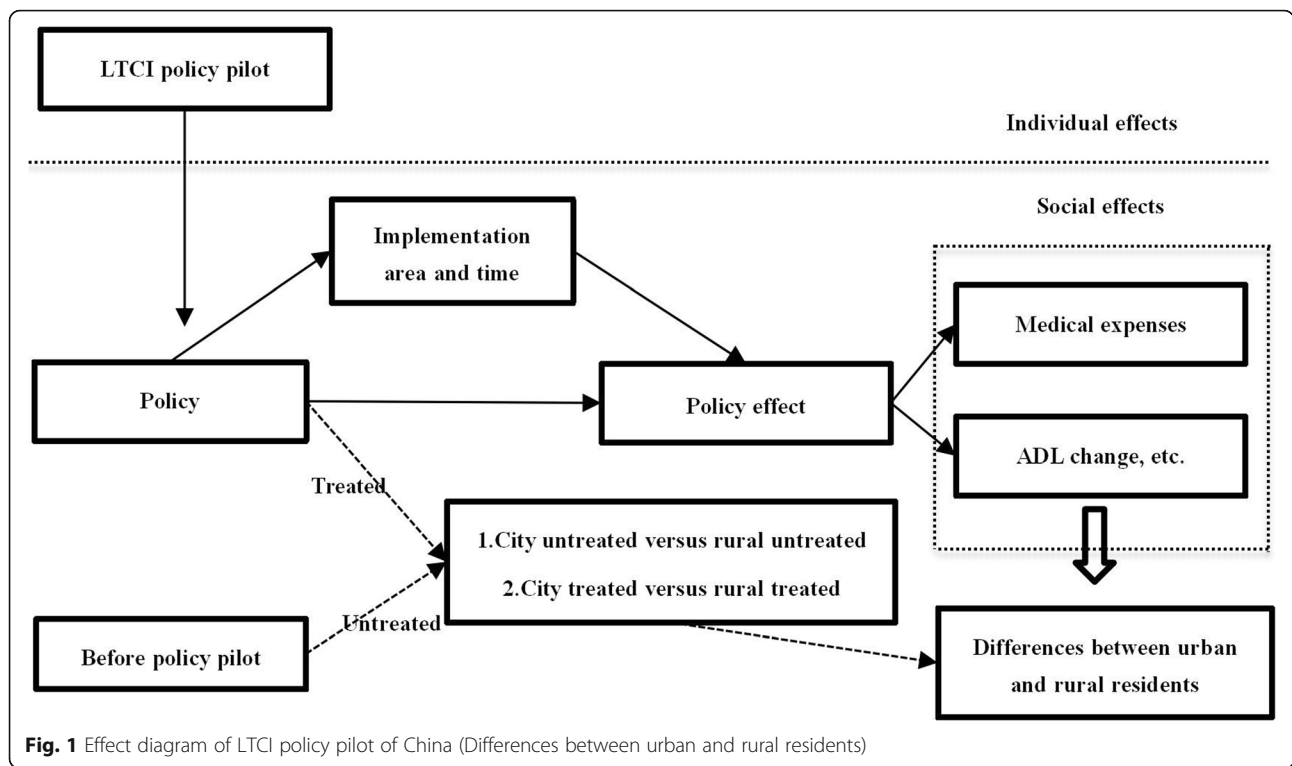 LTCI policy pilot
Individual effects
Social effects
Implementation
area and time
Medical expenses
Policy
Policy effect
ADL change, etc.
Treated
1.City untreated versus rural untreated
2.City treated versus rural treated
Untreated
Before policy pilot
Differences between urban
and rural residents
Fig. 1 Effect diagram of LTCI policy pilot of China (Differences between urban and rural residents)